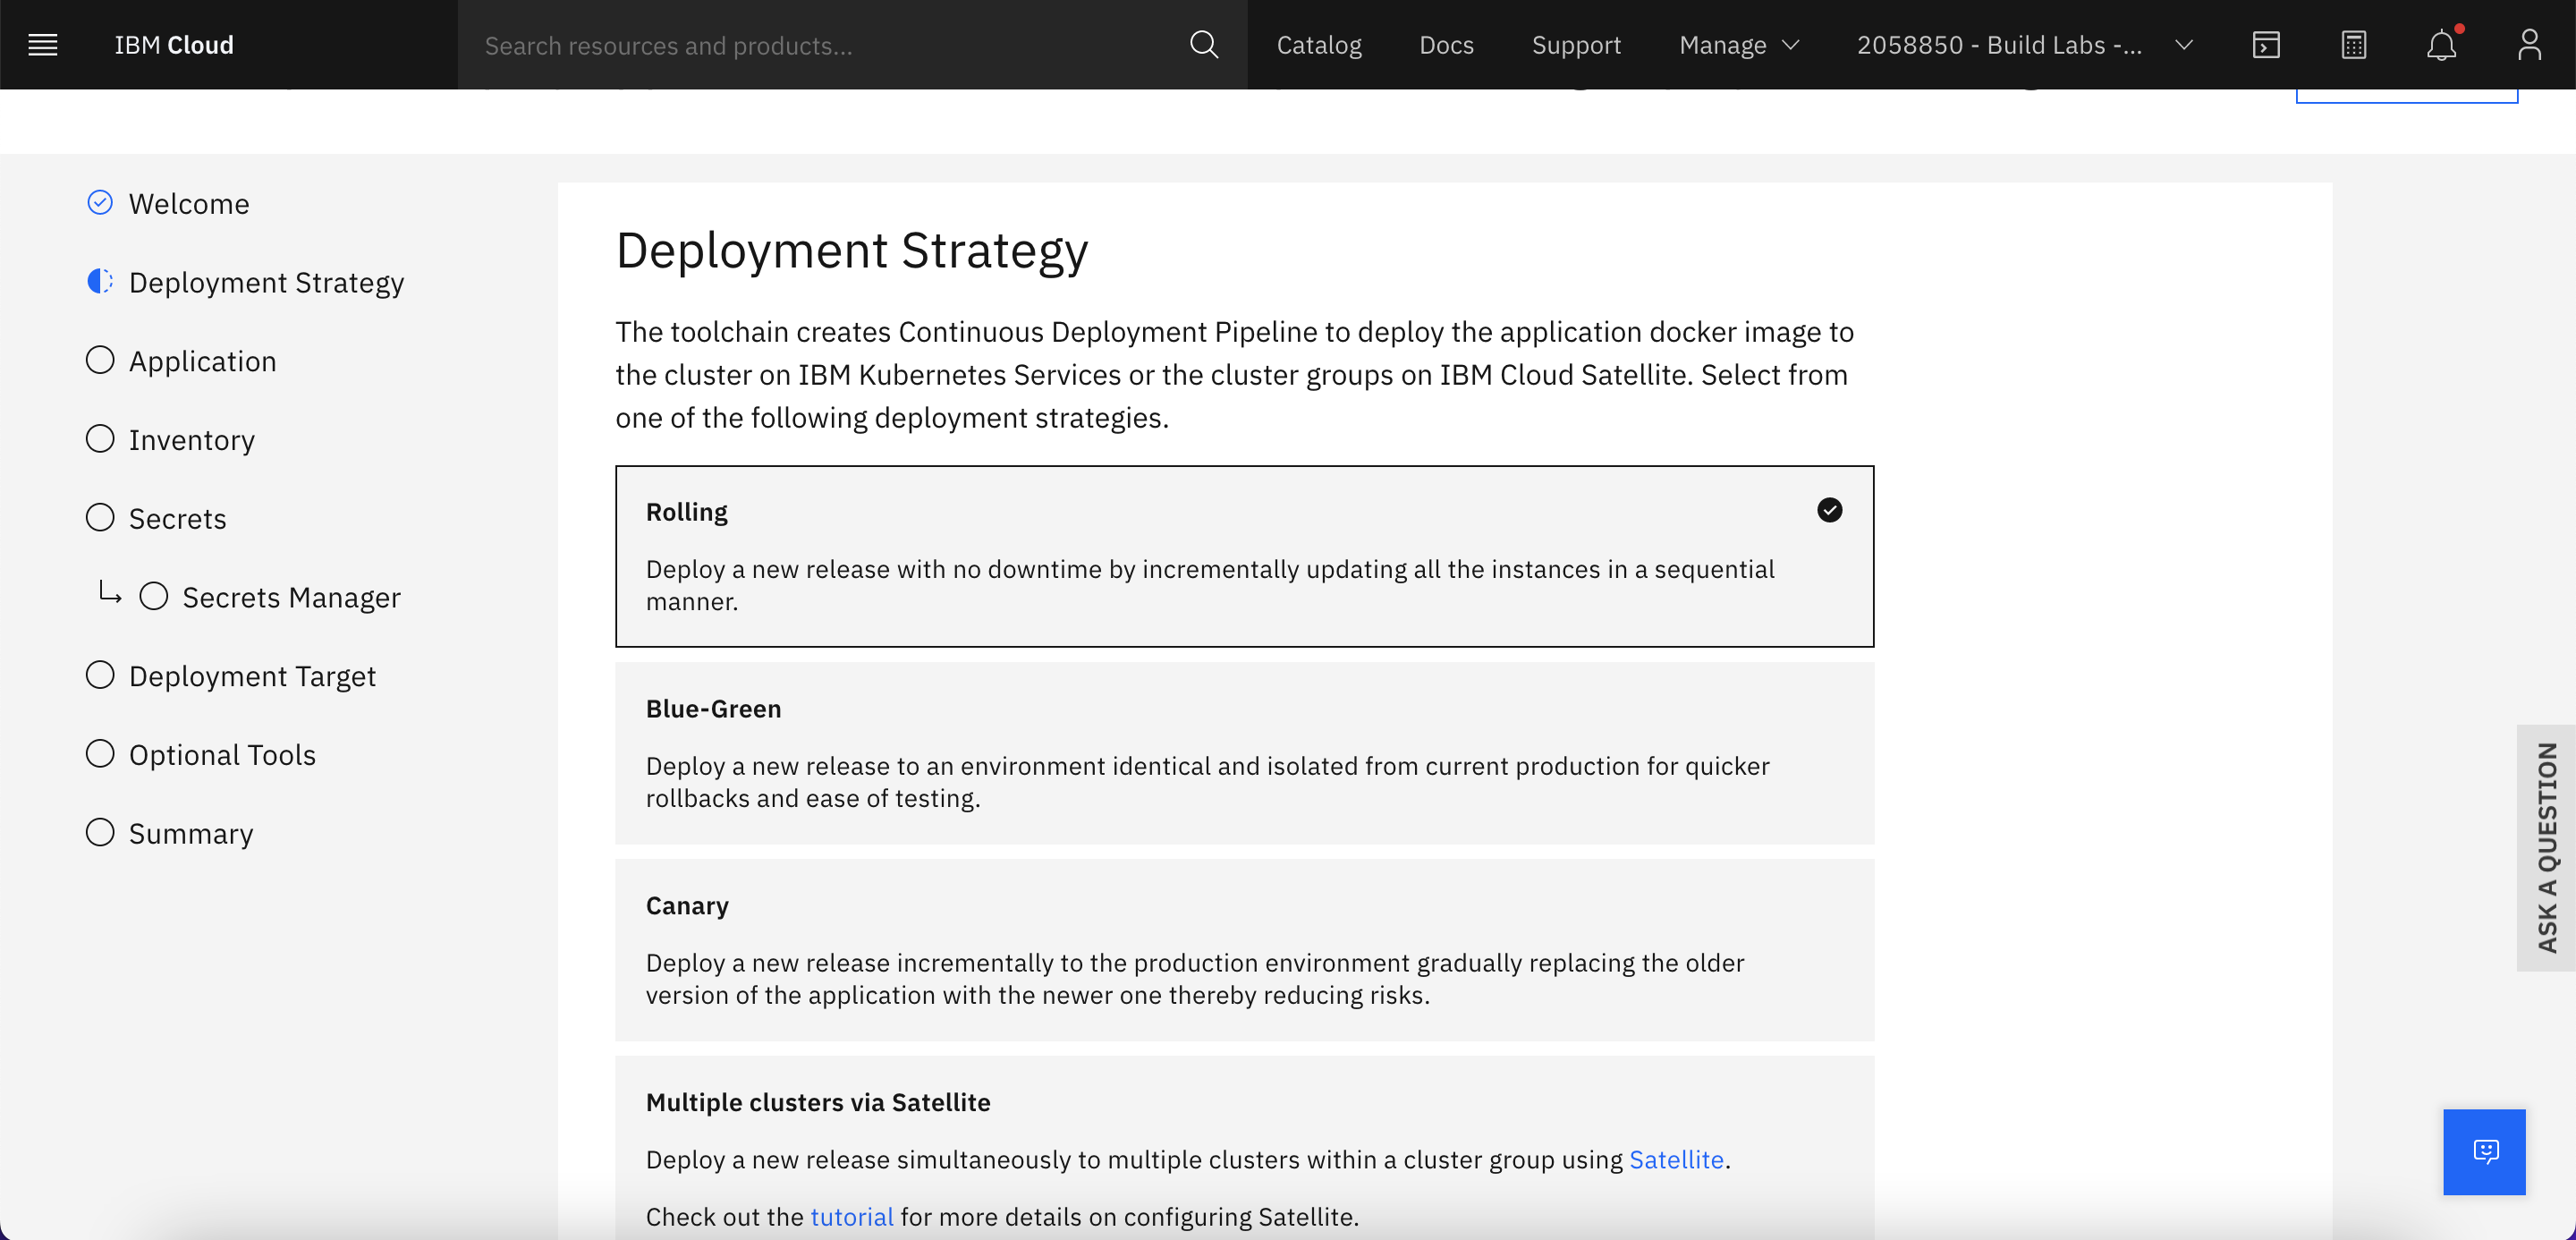 IBM Cloud
Search resources and products...
Catalog
Docs
Support
Manage
2058850 - Build Labs -...
Welcome
Deployment Strategy
Application
Inventory
Secrets
Secrets Manager
Deployment Target
Optional Tools
Summary
Deployment Strategy
The toolchain creates Continuous Deployment Pipeline to deploy the application docker image to
the cluster on IBM Kubernetes Services or the cluster groups on IBM Cloud Satellite. Select from
one of the following deployment strategies.
Rolling
Deploy a new release with no downtime by incrementally updating all the instances in a sequential
manner.
Blue-Green
Deploy a new release to an environment identical and isolated from current production for quicker
rollbacks and ease of testing.
Canary
Deploy a new release incrementally to the production environment gradually replacing the older
version of the application with the newer one thereby reducing risks.
Multiple clusters via Satellite
Deploy a new release simultaneously to multiple clusters within a cluster group using Satellite.
Check out the tutorial for more details on configuring Satellite.
ASK A QUESTION